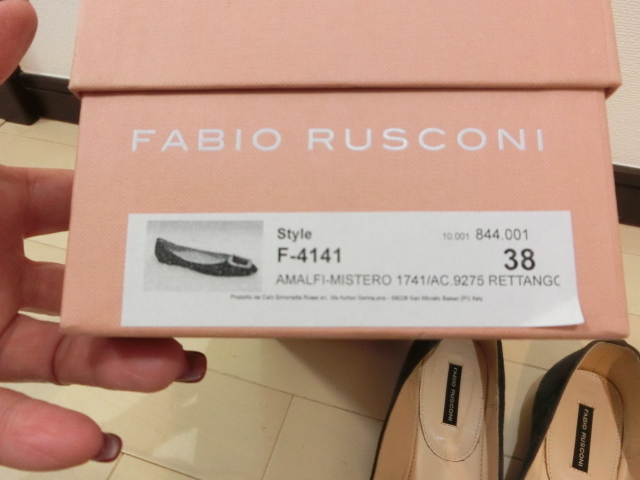 FABIO RUSCONI
Style
10.001 844.001
F-4141
38
AMALFI-MISTERO 1741/AC.9275 RETTANGO
FABIO RUSCONI
FABIO RUSCONI